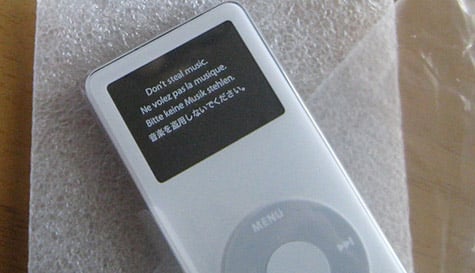 Don't steal music.
Ne volez pas la musique.
Bitte keine Musik stehlen.
音楽を盗用しないでください。
MENU